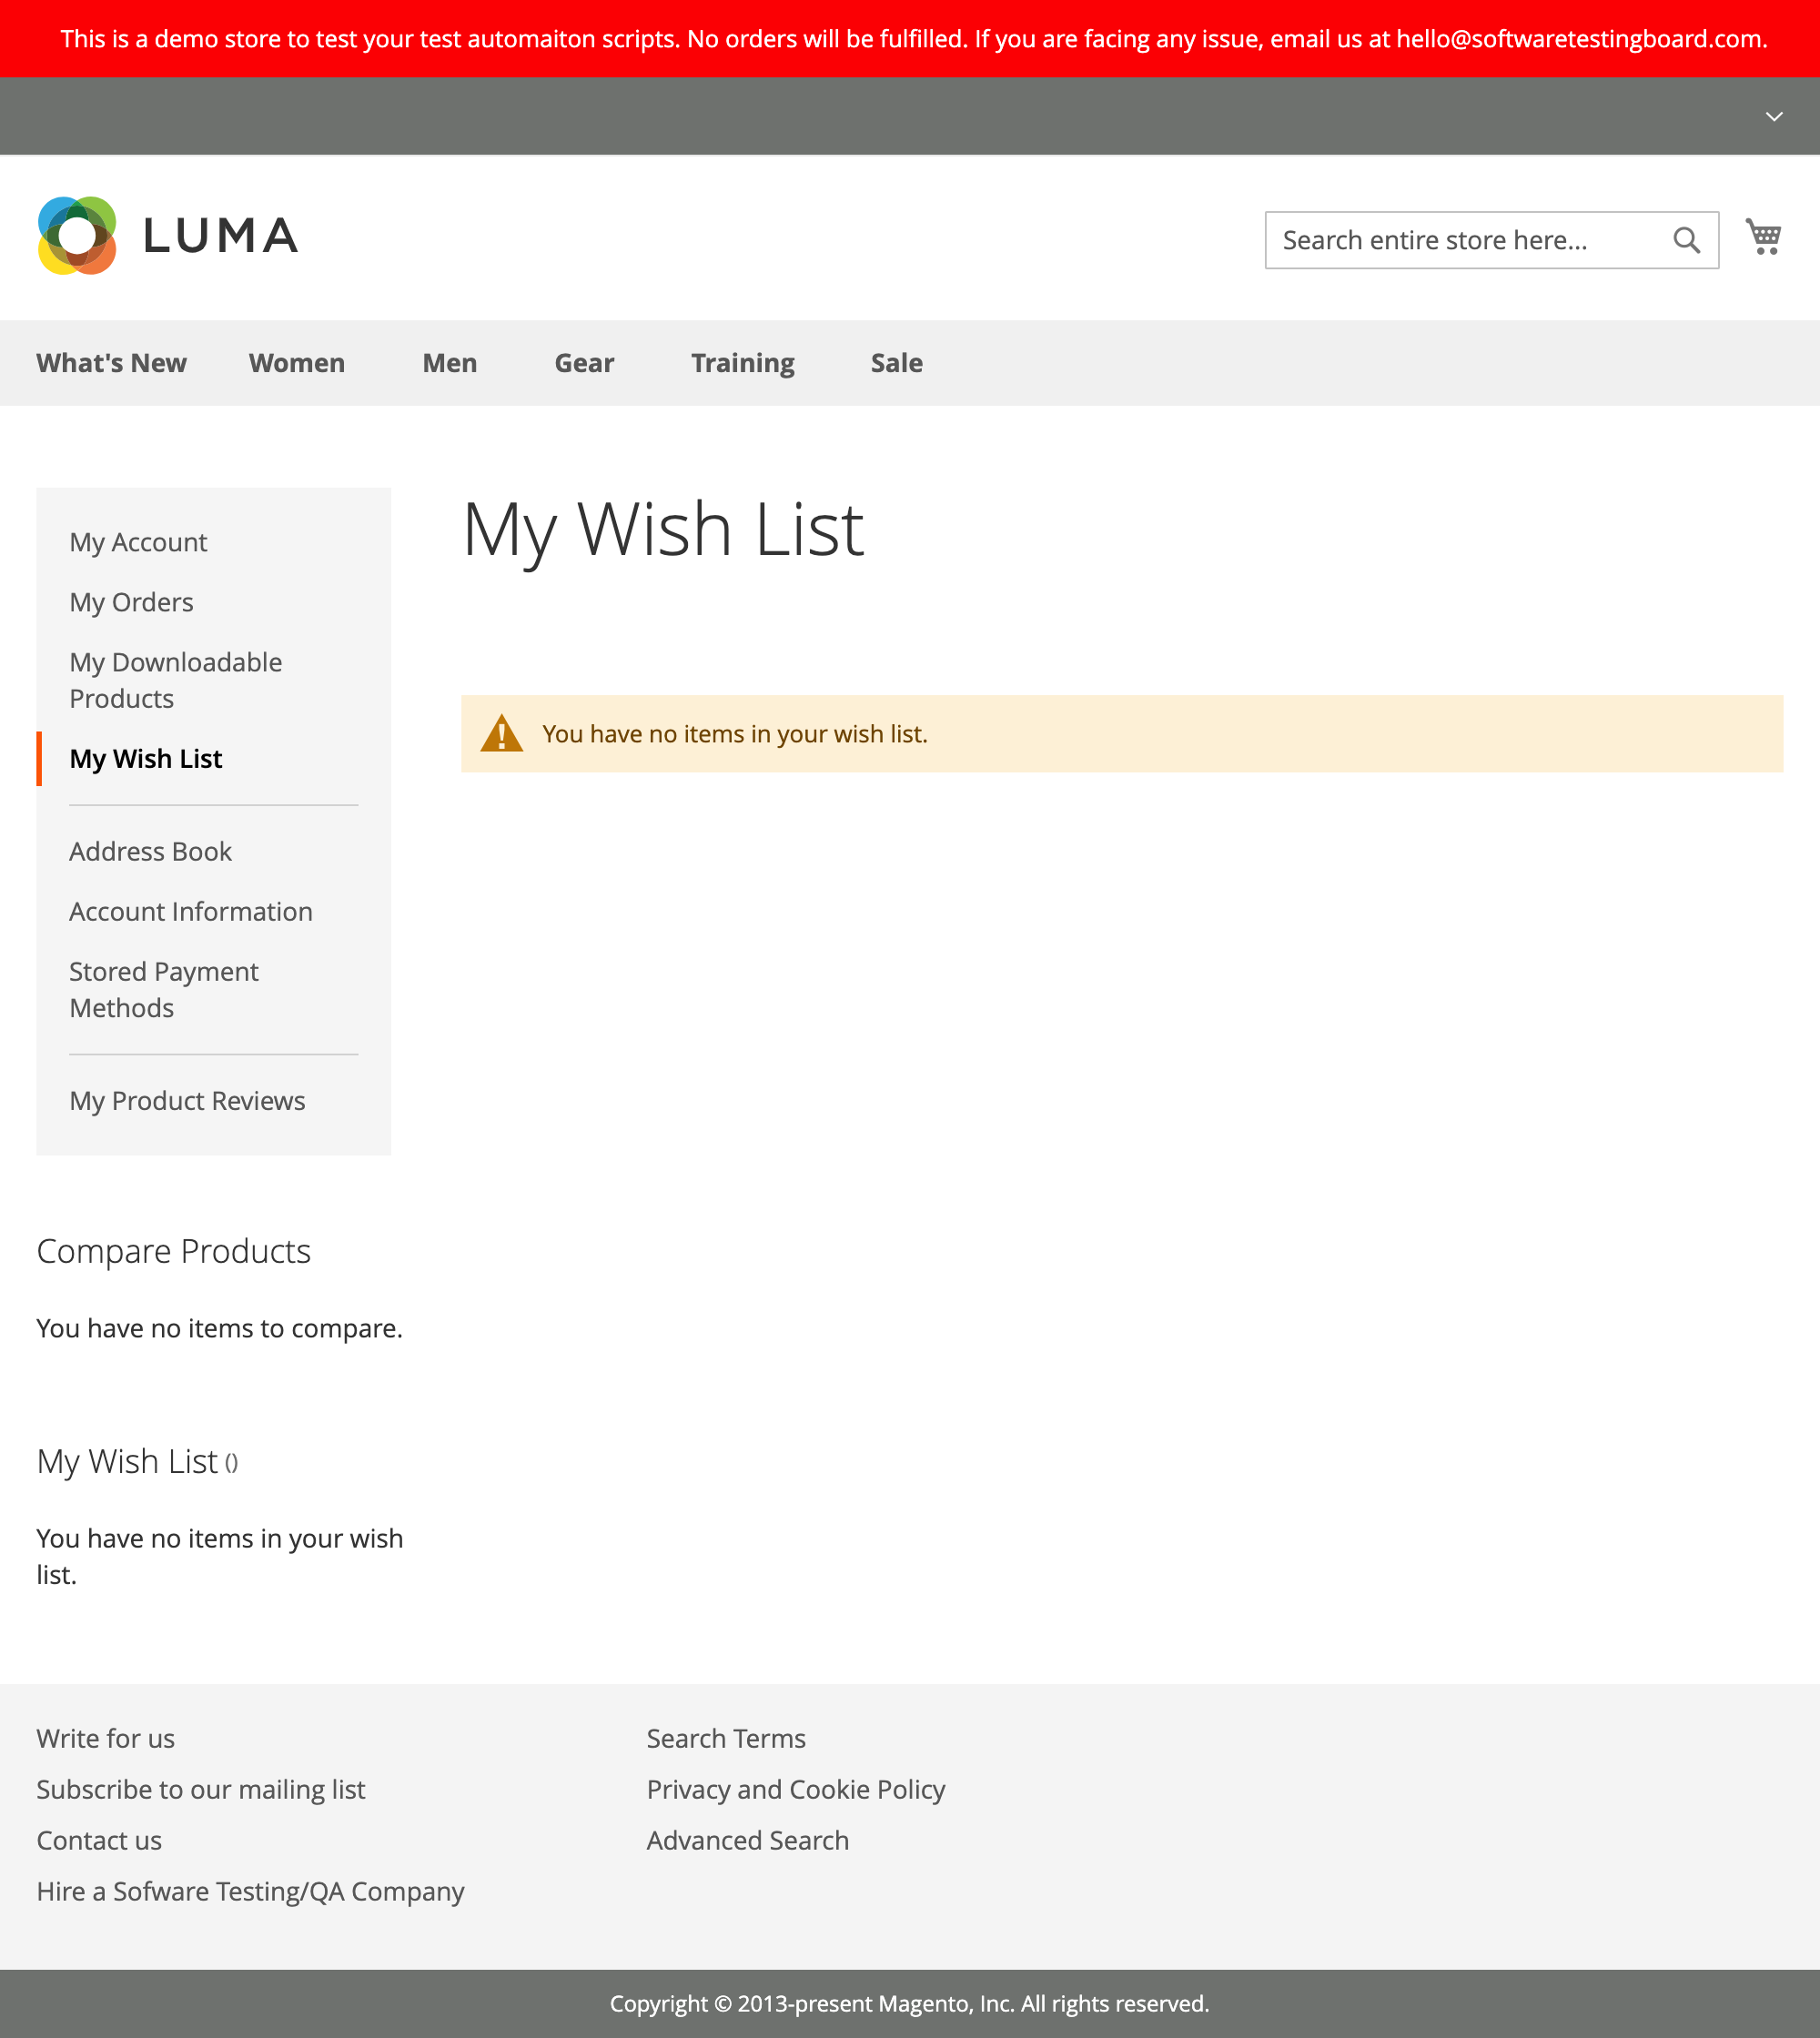 This is a demo store to test your test automaiton scripts. No orders will be fulfilled. If you are facing any issue, email us at hello@softwaretestingboard.com.
LUMA
Search entire store here...
What's New Women Men Gear Training Sale
My Account
My Orders
My Downloadable
Products
My Wish List
Address Book
Account Information
Stored Payment
Methods
My Product Reviews
My Wish List
You have no items in your wish list.
Compare Products
You have no items to compare.
My Wish List ()
You have no items in your wish
list.
Write for us
Subscribe to our mailing list
Contact us
Hire a Sofware Testing/QA Company
Search Terms
Privacy and Cookie Policy
Advanced Search
Copyright © 2013-present Magento, Inc. All rights reserved.